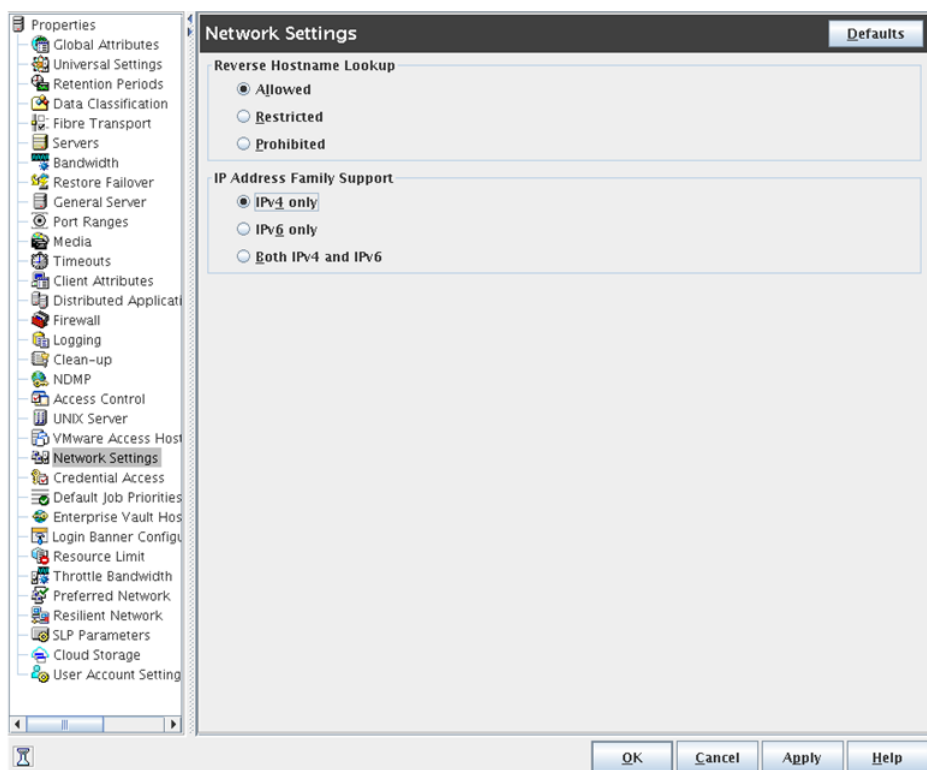 Properties
Global Attributes
Universal Settings
Retention Periods
Data Classification
Fibre Transport
Servers
Bandwidth
Restore Failover
General Server
Port Ranges
Media
Timeouts
Client Attributes
Distributed Applicati
Firewall
Logging
Clean-up
NDMP
Access Control
UNIX Server
VMware Access Host
Network Settings
Credential Access
Default Job Priorities
Enterprise Vault Hos
Login Banner Configu
Resource Limit
Throttle Bandwidth
Preferred Network
Resilient Network
SLP Parameters
Cloud Storage
User Account Setting
Network Settings
Defaults
Reverse Hostname Lookup
Allowed
Restricted
Prohibited
IP Address Family Support
IPv4 only
IPv6 only
Both IPv4 and IPv6
OK
Cancel
Apply
Help